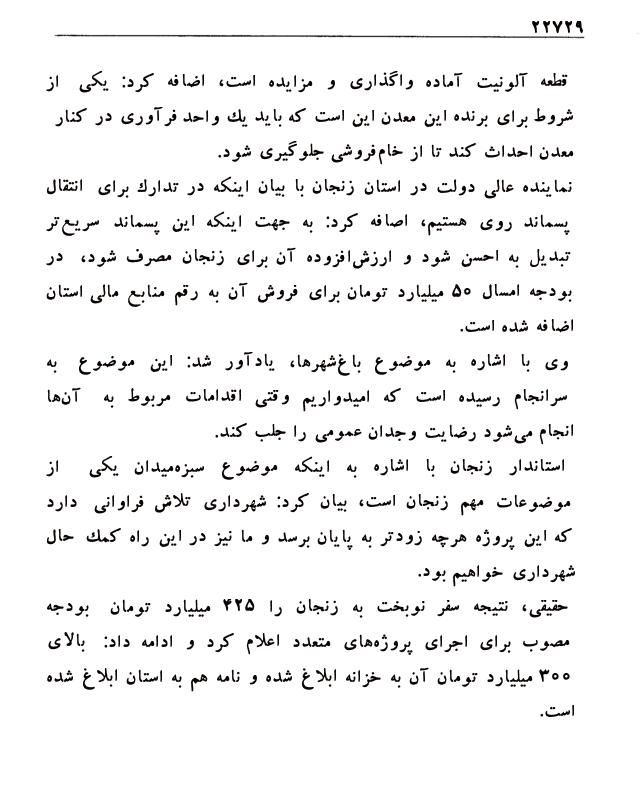 ۲۲۷۲۹
قطعه آلونیت آماده واگذاری و مزایده است، اضافه کرد: یکی از
شروط برای برنده این معدن این است که باید یك واحد فرآوری در کنار
معدن احداث کند تا از خام‌فروشی جلوگیری شود.
نماینده عالی دولت در استان زنجان با بیان اینکه در تدارك برای انتقال
پسماند روی هستیم، اصافه کرد: به جهت اینکه این پسماند سریع‌تر
تبدیل به احسن شود و ارزش‌افزوده آن برای زنجان مصرف شود، در
بودجه امسال ۵۰ میلیارد تومان برای فروش آن به رقم منابع مالی استان
اضافه شده است.
وی با اشاره به موضوع باغ‌شهرها، یادآور شد: این موضوع به
سرانجام رسیده است که امیدواریم وقتی اقدامات مربوط به آن‌ها
انجام می‌شود رضایت وجدان عمومی را جلب کند.
استاندار زنجان با اشاره به اینکه موضوع سبزه‌میدان یکی از
موضوعات مهم زنجان است، بیان کرد: شهرداری تلاش فراوانی دارد
که این پروژه هرچه زودتر به پایان برسد و ما نیز در این راه کمك حال
شهرداری خواهیم بود.
حقیقی، نتیجه سفر نوبخت به زنجان را ۴۲۵ میلیارد تومان بودجه
مصوب برای اجرای پروژه‌های متعدد اعلام کرد و ادامه داد: بالای
۳۰۰ میلیارد تومان آن به خزانه ابلاغ شده و نامه هم به استان ابلاغ شده
است.